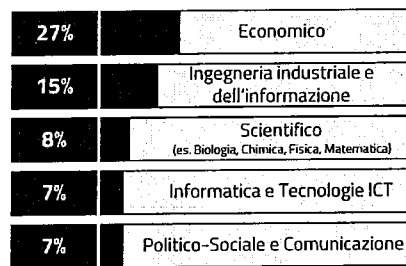 27% Economico
15% Ingegneria industriale e
dell'informazione
8% Scientifico
(es. Biologia, Chimica, Fisica, Matematica)
7% Informatica e Tecnologie ICT
7% Politico-Sociale e Comunicazione